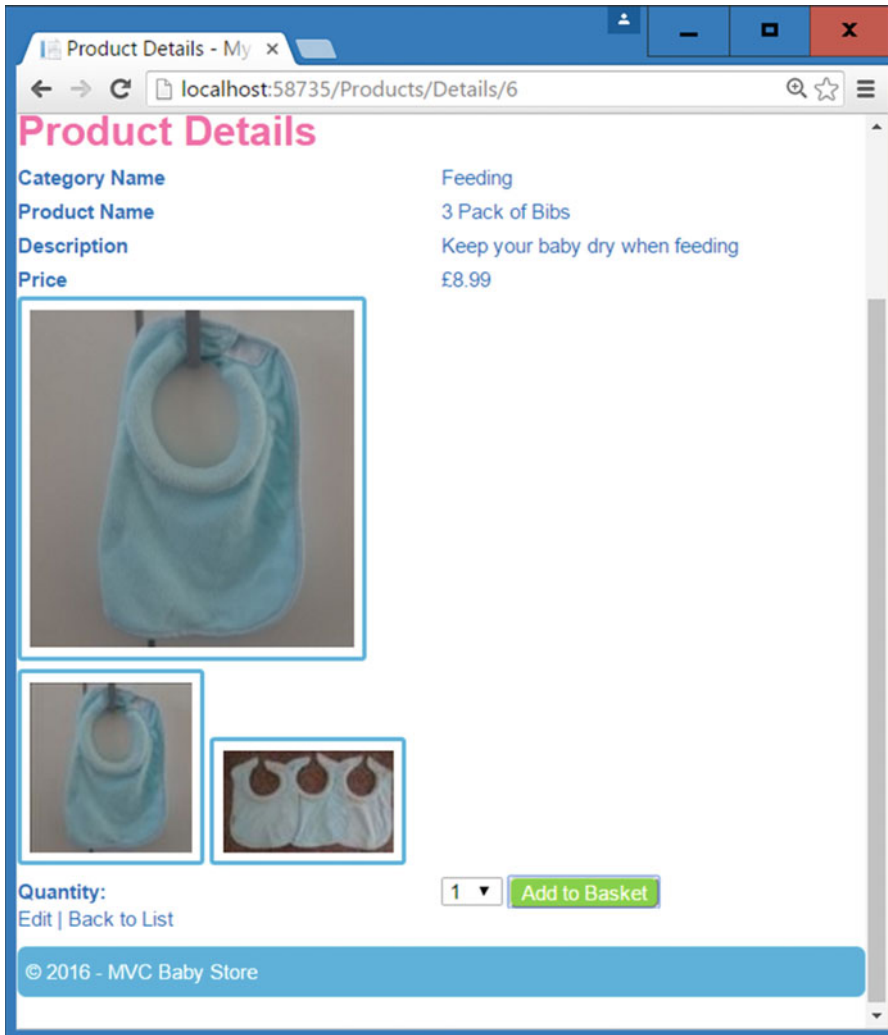 Product Details - My
localhost:58735/Products/Details/6
Product Details
Category Name Feeding
Product Name 3 Pack of Bibs
Description Keep your baby dry when feeding
Price £8.99
Quantity: 1 Add to Basket
Edit | Back to List
© 2016 - MVC Baby Store